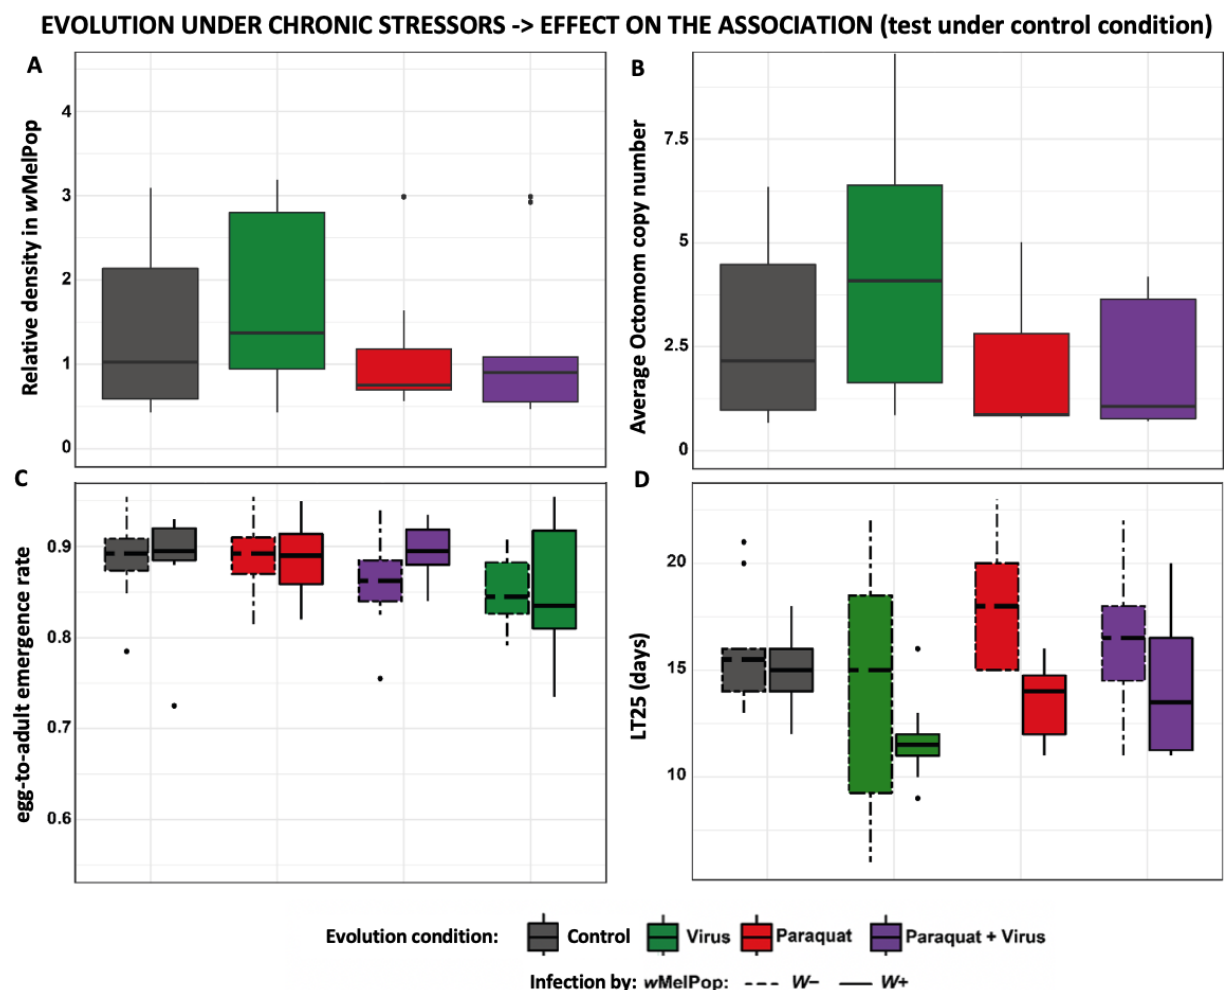 EVOLUTION UNDER CHRONIC STRESSORS -> EFFECT ON THE ASSOCIATION (test under control condition)
A
Relative density in wMelPop
4
3
2
1
0
B
Average Octomom copy number
7.5
5
2.5
0
C
egg-to-adult emergence rate
0.9
0.8
0.7
0.6
D
LT25 (days)
20
15
10
Evolution condition: Control Virus Paraquat Paraquat + Virus
Infection by: wMelPop: W− W+